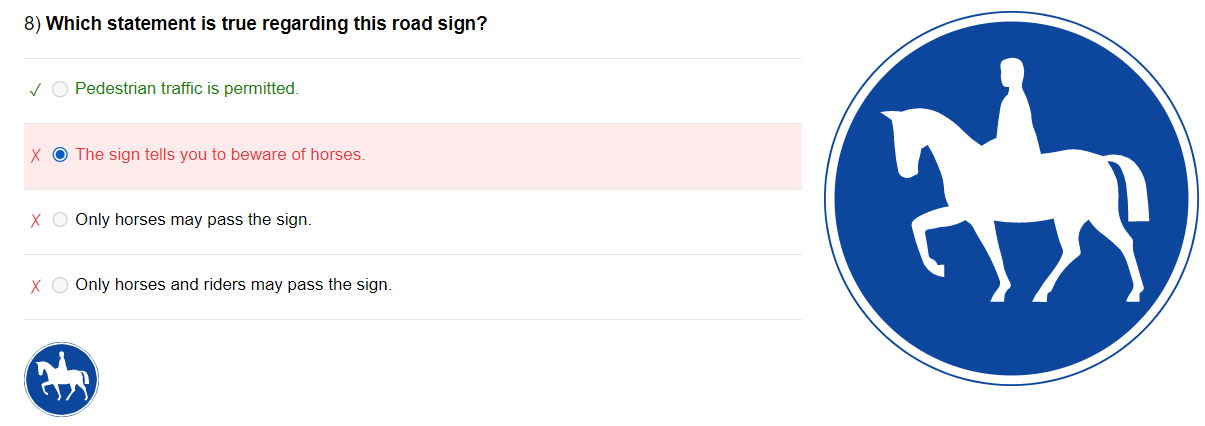 8) Which statement is true regarding this road sign?
✓ Pedestrian traffic is permitted.
X The sign tells you to beware of horses.
X Only horses may pass the sign.
X Only horses and riders may pass the sign.